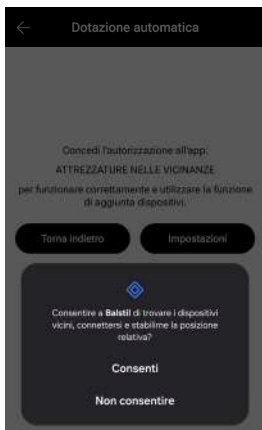 Dotazione automatica
Concedi l'autorizzazione all'app:
ATTREZZATURE NELLE VICINANZE
per funzionare correttamente e utilizzare la funzione
di aggiunta dispositivi.
Torna indietro
Impostazioni
Consentire a Balstil di trovare i dispositivi
vicini, connettersi e stabilirne la posizione
relativa?
Consenti
Non consentire